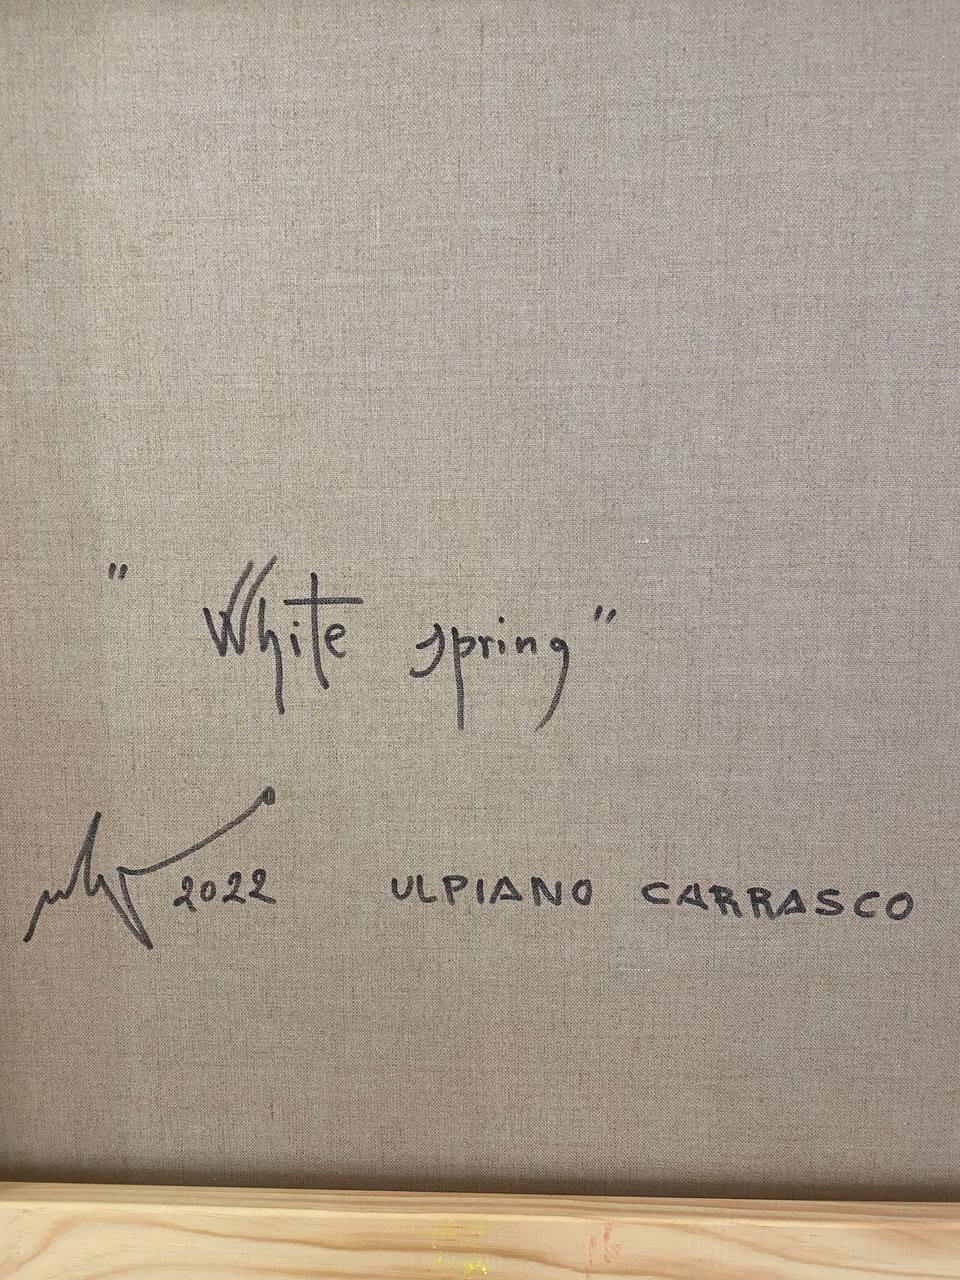 "White spring"
2022 ULPIANO CARRASCO